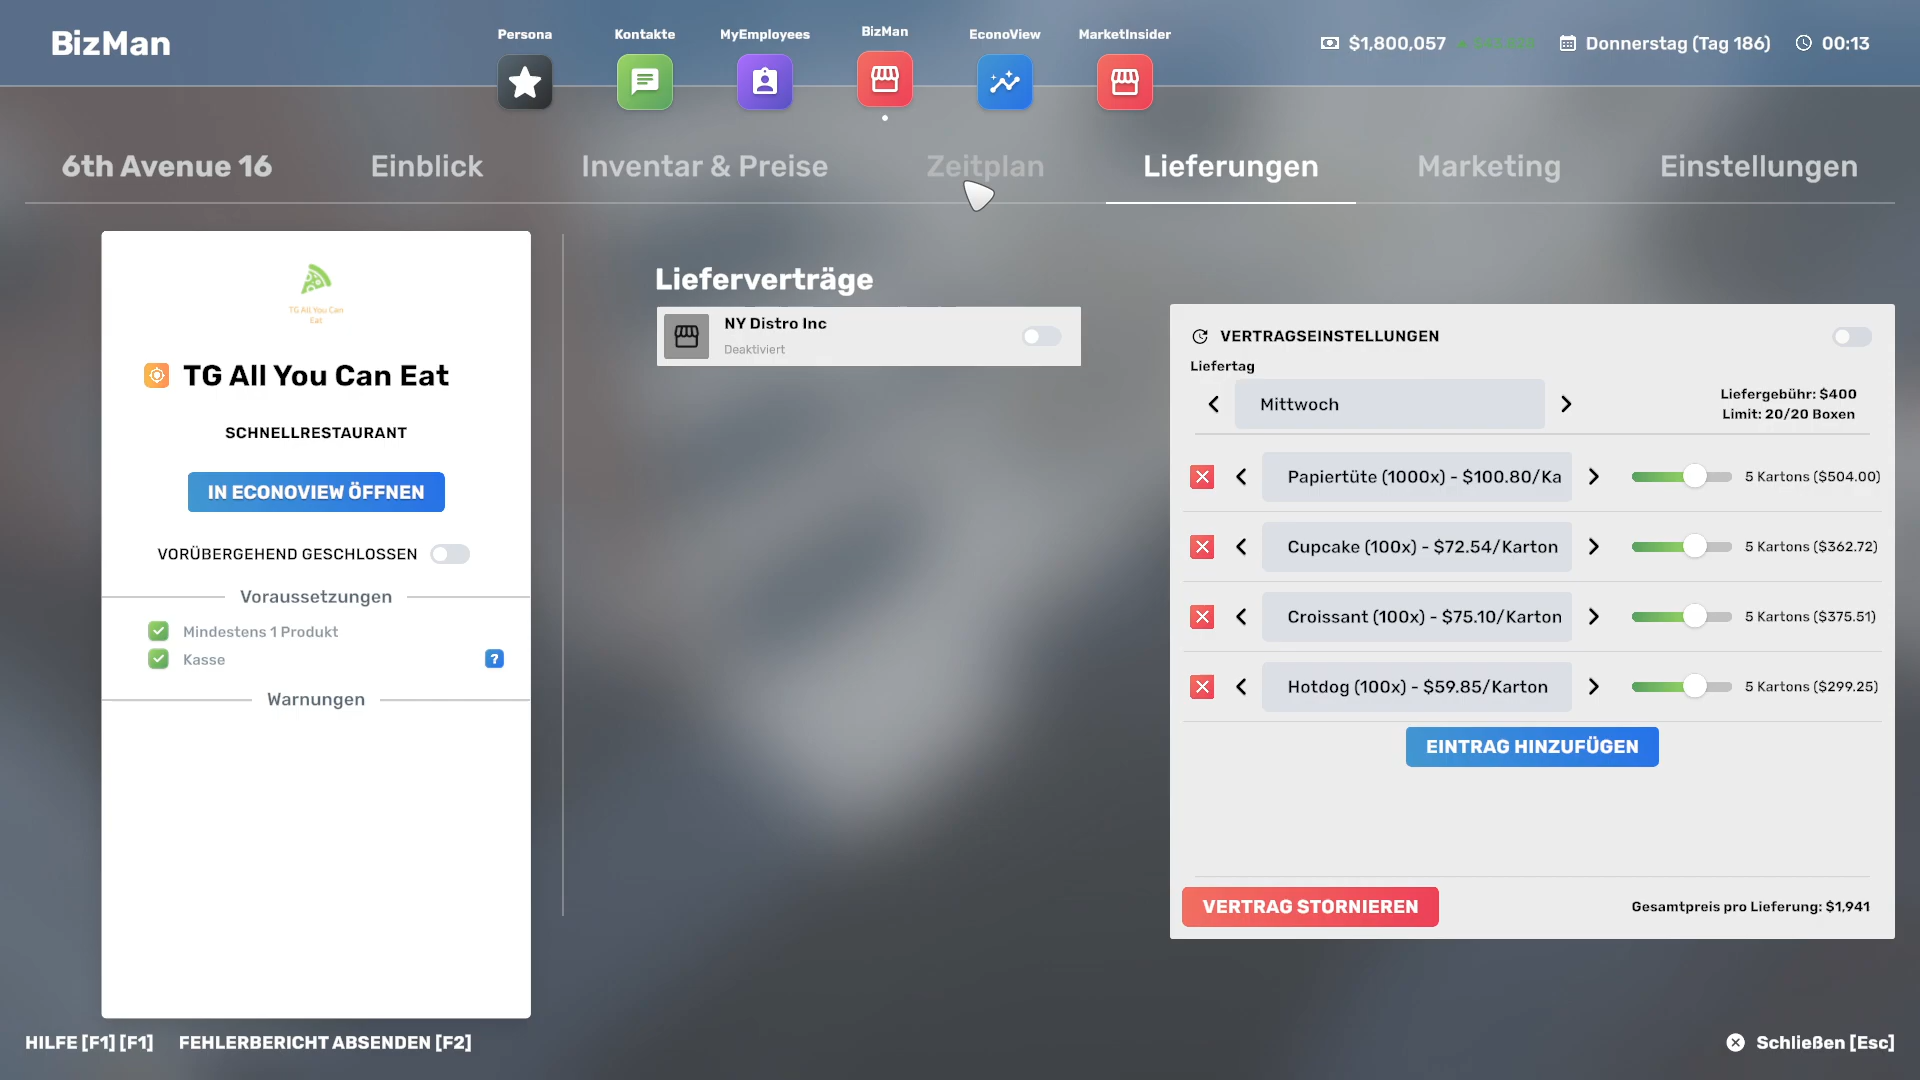 BizMan
Persona
Kontakte
MyEmployees
BizMan
EconoView
MarketInsider
$1,800,057
Donnerstag (Tag 186)
00:13
6th Avenue 16
Einblick
Inventar & Preise
Zeitplan
Lieferungen
Marketing
Einstellungen
TG All You Can
Eat
TG All You Can Eat
SCHNELLRESTAURANT
IN ECONOVIEW ÖFFNEN
VORÜBERGEHEND GESCHLOSSEN
Voraussetzungen
Mindestens 1 Produkt
Kasse
?
Warnungen
Lieferverträge
NY Distro Inc
Deaktiviert
VERTRAGSEINSTELLUNGEN
Liefertag
Mittwoch
Liefergebühr: $400
Limit: 20/20 Boxen
Papiertüte (1000x) - $100.80/Ka
5 Kartons ($504.00)
Cupcake (100x) - $72.54/Karton
5 Kartons ($362.72)
Croissant (100x) - $75.10/Karton
5 Kartons ($375.51)
Hotdog (100x) - $59.85/Karton
5 Kartons ($299.25)
EINTRAG HINZUFÜGEN
VERTRAG STORNIEREN
Gesamtpreis pro Lieferung: $1,941
HILFE [F1] [F1]
FEHLERBERICHT ABSENDEN [F2]
Schließen [Esc]